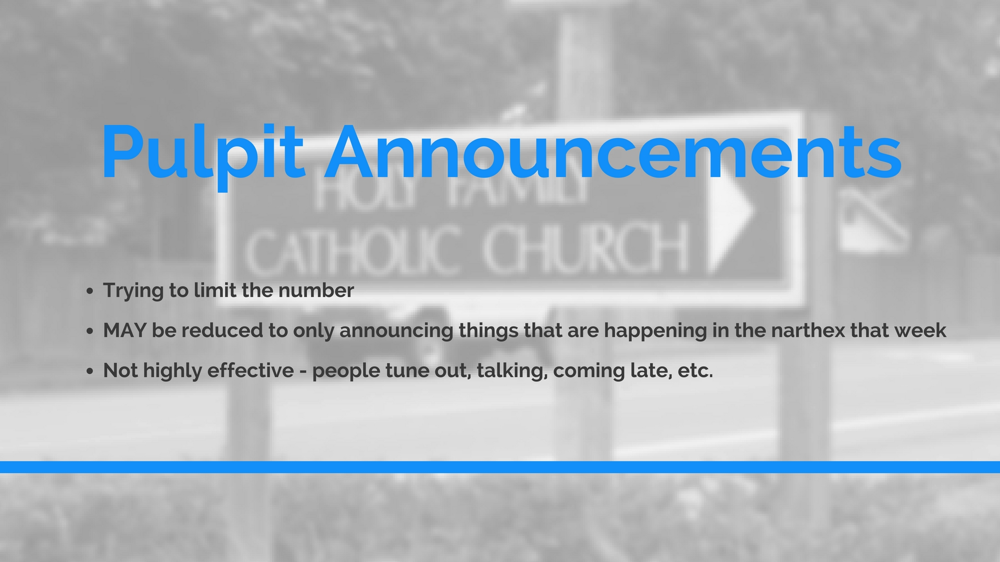 Pulpit Announcements
HOLY FAMILY
CATHOLIC CHURCH
• Trying to limit the number
• MAY be reduced to only announcing things that are happening in the narthex that week
• Not highly effective - people tune out, talking, coming late, etc.